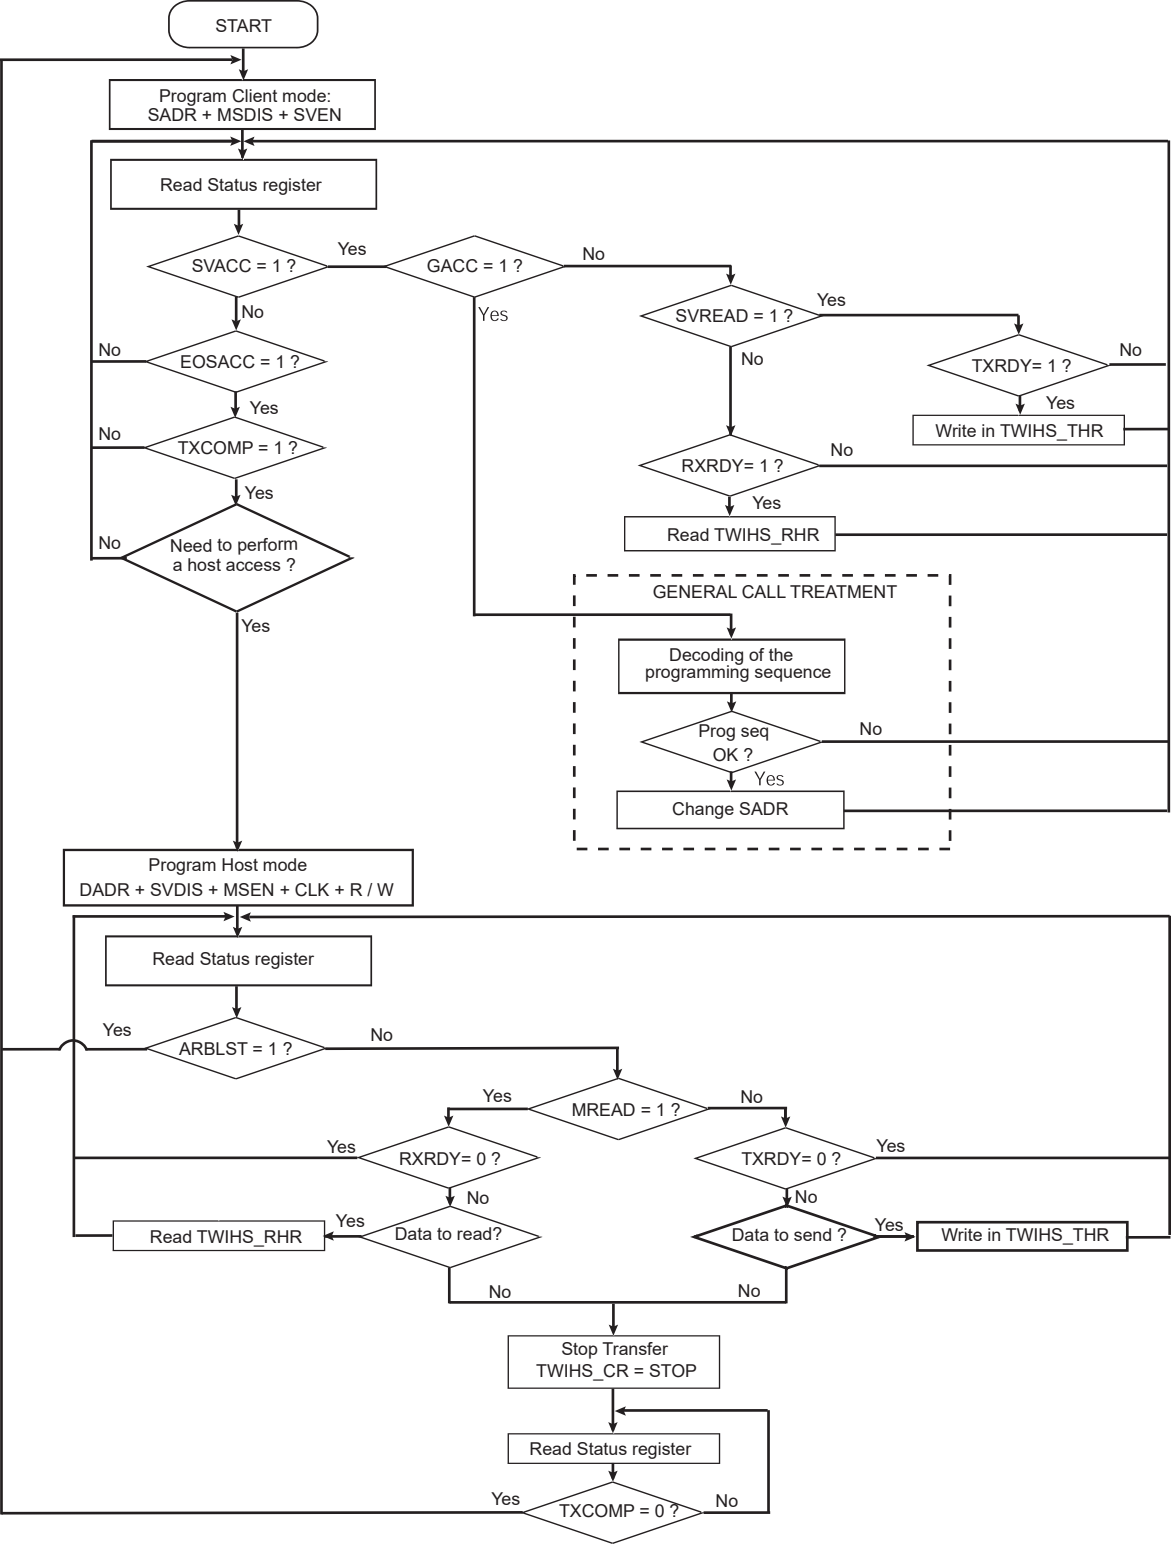 START
Program Client mode:
SADR + MSDIS + SVEN
Read Status register
SVACC = 1 ?
Yes
GACC = 1 ?
No
SVREAD = 1 ?
Yes
No
Yes
EOSACC = 1 ?
No
TXRDY= 1 ?
No
No
Yes
Yes
Write in TWIHS_THR
TXCOMP = 1 ?
No
RXRDY= 1 ?
No
Yes
Yes
Read TWIHS_RHR
Need to perform
a host access ?
No
Yes
GENERAL CALL TREATMENT
Decoding of the
programming sequence
Prog seq
OK ?
No
Yes
Change SADR
Program Host mode
DADR + SVDIS + MSEN + CLK + R / W
Read Status register
Yes
ARBLST = 1 ?
No
Yes
MREAD = 1 ?
No
Yes
RXRDY= 0 ?
TXRDY= 0 ?
Yes
No
No
Read TWIHS_RHR
Yes
Data to read?
Data to send ?
Yes
Write in TWIHS_THR
No
No
Stop Transfer
TWIHS_CR = STOP
Read Status register
Yes
TXCOMP = 0 ?
No